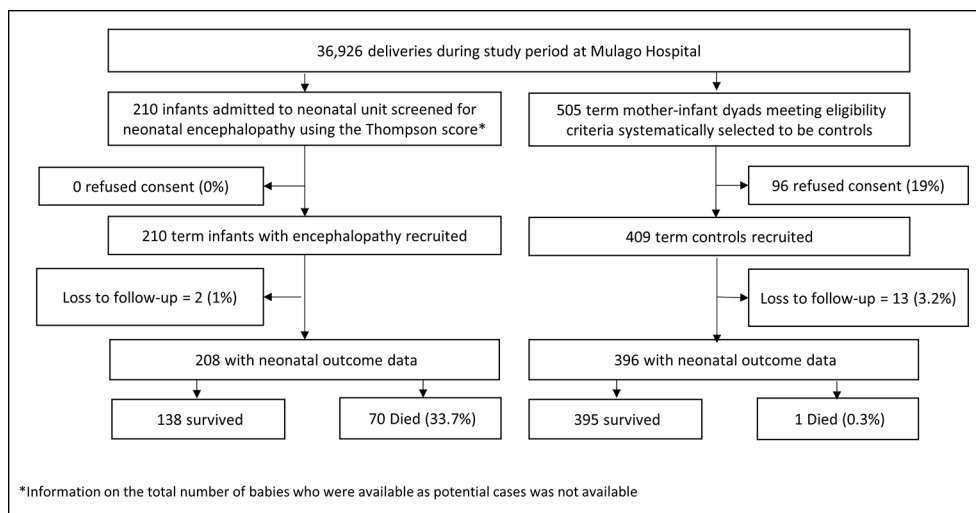 36,926 deliveries during study period at Mulago Hospital
210 infants admitted to neonatal unit screened for
neonatal encephalopathy using the Thompson score*
505 term mother-infant dyads meeting eligibility
criteria systematically selected to be controls
0 refused consent (0%)
96 refused consent (19%)
210 term infants with encephalopathy recruited
409 term controls recruited
Loss to follow-up = 2 (1%)
Loss to follow-up = 13 (3.2%)
208 with neonatal outcome data
396 with neonatal outcome data
138 survived
70 Died (33.7%)
395 survived
1 Died (0.3%)
*Information on the total number of babies who were available as potential cases was not available